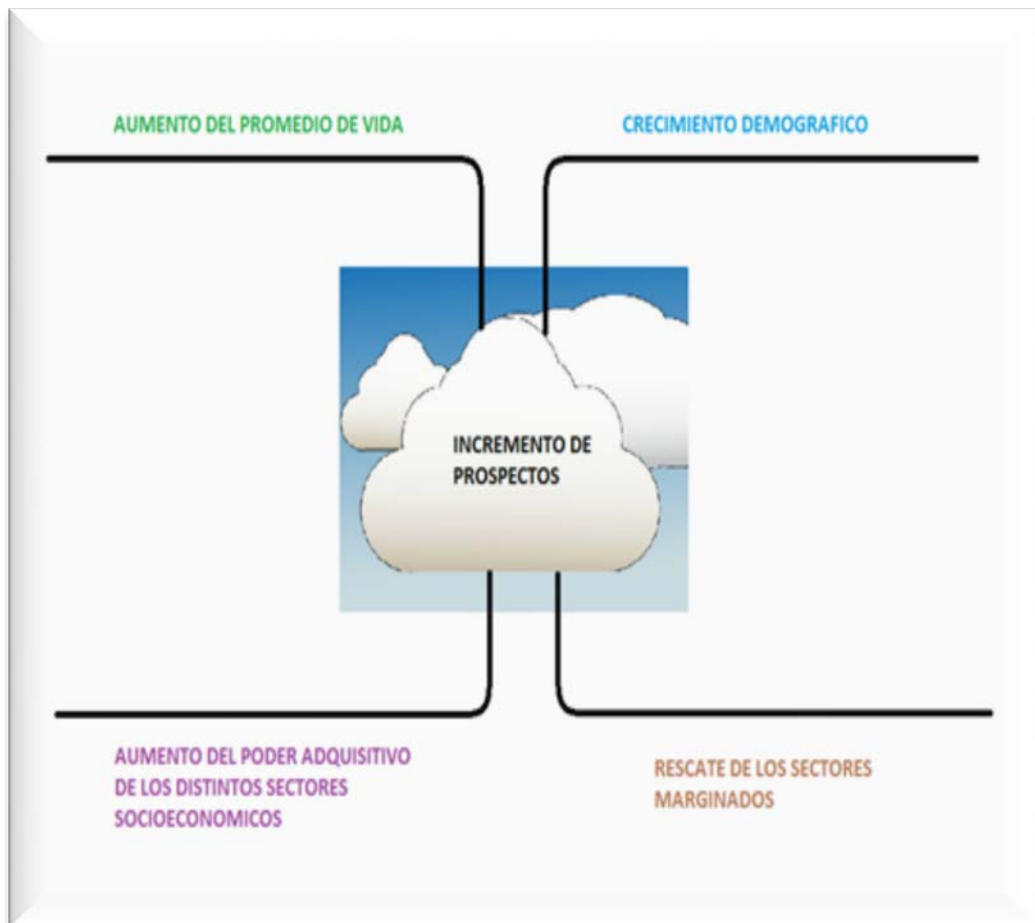 AUMENTO DEL PROMEDIO DE VIDA
CRECIMIENTO DEMOGRAFICO
INCREMENTO DE
PROSPECTOS
AUMENTO DEL PODER ADQUISITIVO
DE LOS DISTINTOS SECTORES
SOCIOECONOMICOS
RESCATE DE LOS SECTORES
MARGINADOS